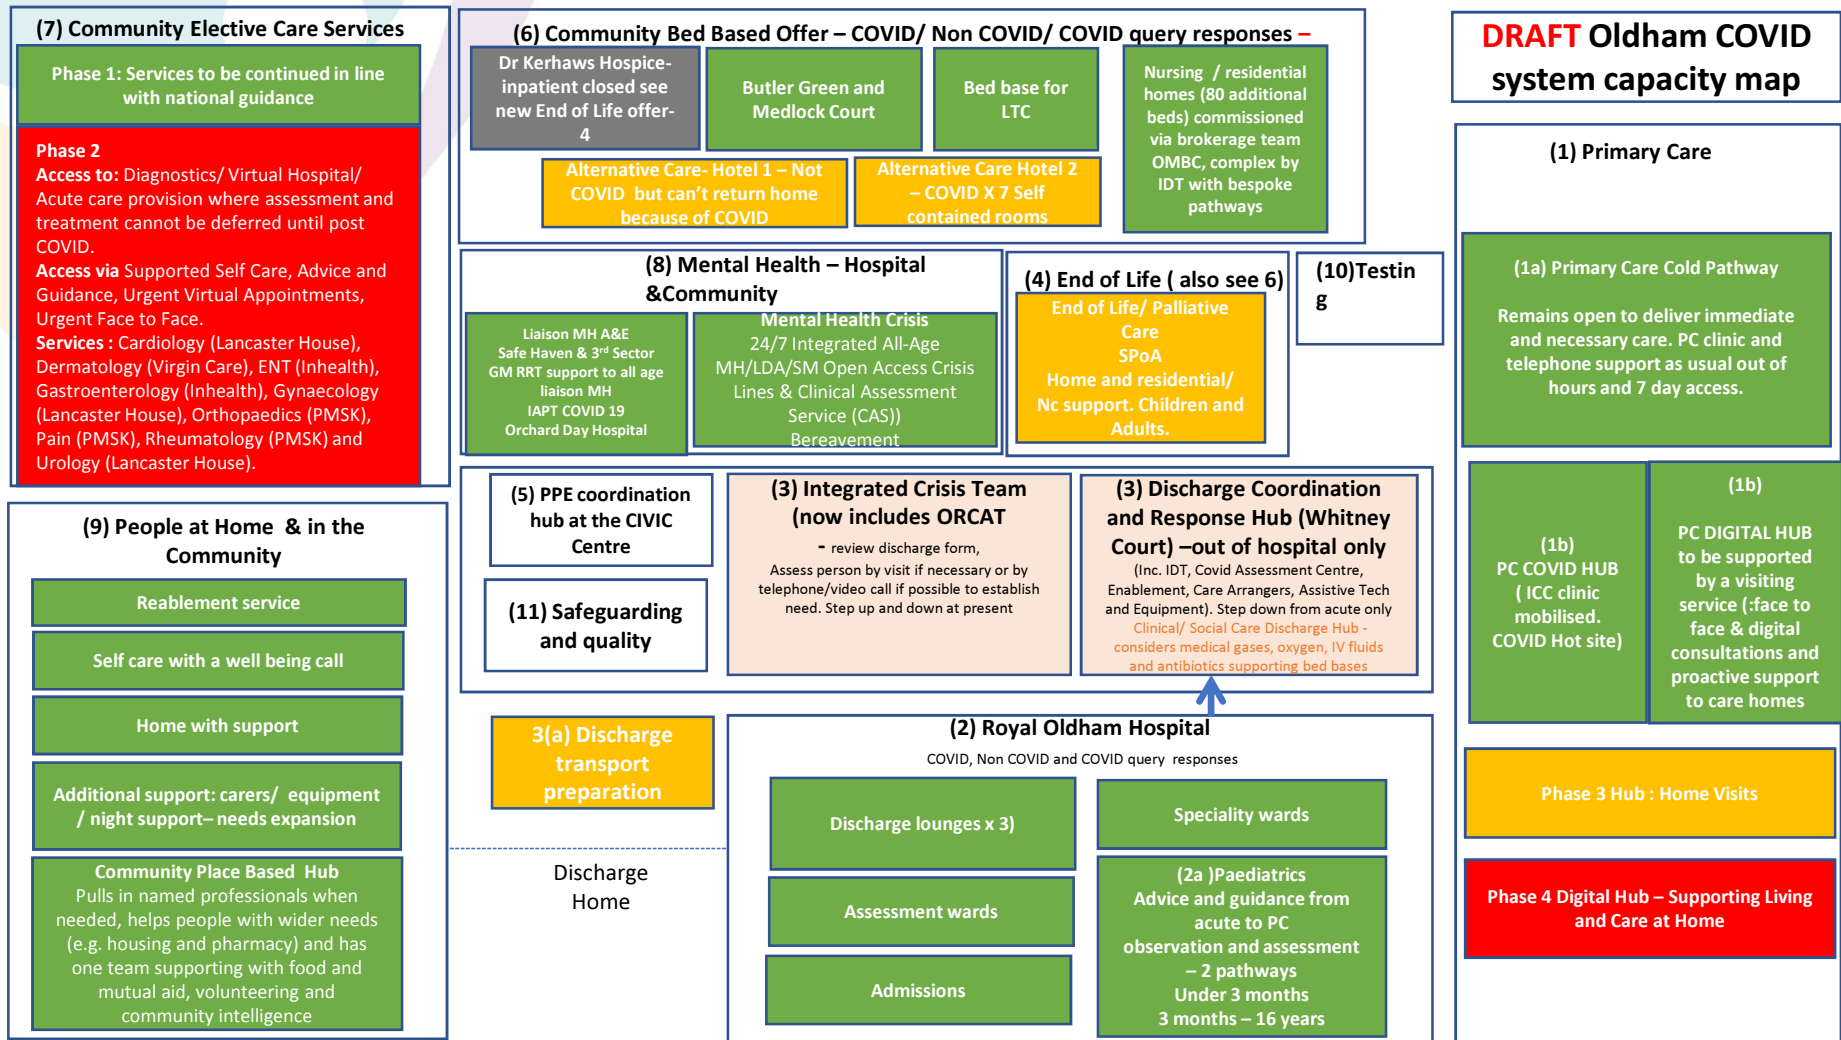 (7) Community Elective Care Services
Phase 1: Services to be continued in line
with national guidance
Phase 2
Access to: Diagnostics/ Virtual Hospital/
Acute care provision where assessment and
treatment cannot be deferred until post
COVID.
Access via Supported Self Care, Advice and
Guidance, Urgent Virtual Appointments,
Urgent Face to Face.
Services : Cardiology (Lancaster House),
Dermatology (Virgin Care), ENT (Inhealth),
Gastroenterology (Inhealth), Gynaecology
(Lancaster House), Orthopaedics (PMSK),
Pain (PMSK), Rheumatology (PMSK) and
Urology (Lancaster House).
(9) People at Home & in the
Community
Reablement service
Self care with a well being call
Home with support
Additional support: carers/ equipment
/ night support– needs expansion
Community Place Based Hub
Pulls in named professionals when
needed, helps people with wider needs
(e.g. housing and pharmacy) and has
one team supporting with food and
mutual aid, volunteering and
community intelligence
(6) Community Bed Based Offer – COVID/ Non COVID/ COVID query responses –
Dr Kerhaws Hospice-
inpatient closed see
new End of Life offer-
4
Butler Green and
Medlock Court
Bed base for
LTC
Nursing / residential
homes (80 additional
beds) commissioned
via brokerage team
OMBC, complex by
IDT with bespoke
pathways
Alternative Care- Hotel 1 – Not
COVID but can't return home
because of COVID
Alternative Care Hotel 2
– COVID X 7 Self
contained rooms
(8) Mental Health – Hospital
&Community
Liaison MH A&E
Safe Haven & 3rd Sector
GM RRT support to all age
liaison MH
IAPT COVID 19
Orchard Day Hospital
Mental Health Crisis
24/7 Integrated All-Age
MH/LDA/SM Open Access Crisis
Lines & Clinical Assessment
Service (CAS))
Bereavement
(4) End of Life ( also see 6)
End of Life/ Palliative
Care
SPoA
Home and residential/
Nc support. Children and
Adults.
(10)Testin
g
(5) PPE coordination
hub at the CIVIC
Centre
(11) Safeguarding
and quality
(3) Integrated Crisis Team
(now includes ORCAT
- review discharge form,
Assess person by visit if necessary or by
telephone/video call if possible to establish
need. Step up and down at present
(3) Discharge Coordination
and Response Hub (Whitney
Court) –out of hospital only
(Inc. IDT, Covid Assessment Centre,
Enablement, Care Arrangers, Assistive Tech
and Equipment). Step down from acute only
Clinical/ Social Care Discharge Hub -
considers medical gases, oxygen, IV fluids
and antibiotics supporting bed bases
3(a) Discharge
transport
preparation
Discharge
Home
(2) Royal Oldham Hospital
COVID, Non COVID and COVID query responses
Discharge lounges x 3)
Assessment wards
Admissions
Speciality wards
(2a )Paediatrics
Advice and guidance from
acute to PC
observation and assessment
– 2 pathways
Under 3 months
3 months – 16 years
DRAFT Oldham COVID
system capacity map
(1) Primary Care
(1a) Primary Care Cold Pathway
Remains open to deliver immediate
and necessary care. PC clinic and
telephone support as usual out of
hours and 7 day access.
(1b)
PC COVID HUB
( ICC clinic
mobilised.
COVID Hot site)
(1b)
PC DIGITAL HUB
to be supported
by a visiting
service (:face to
face & digital
consultations and
proactive support
to care homes
Phase 3 Hub : Home Visits
Phase 4 Digital Hub – Supporting Living
and Care at Home